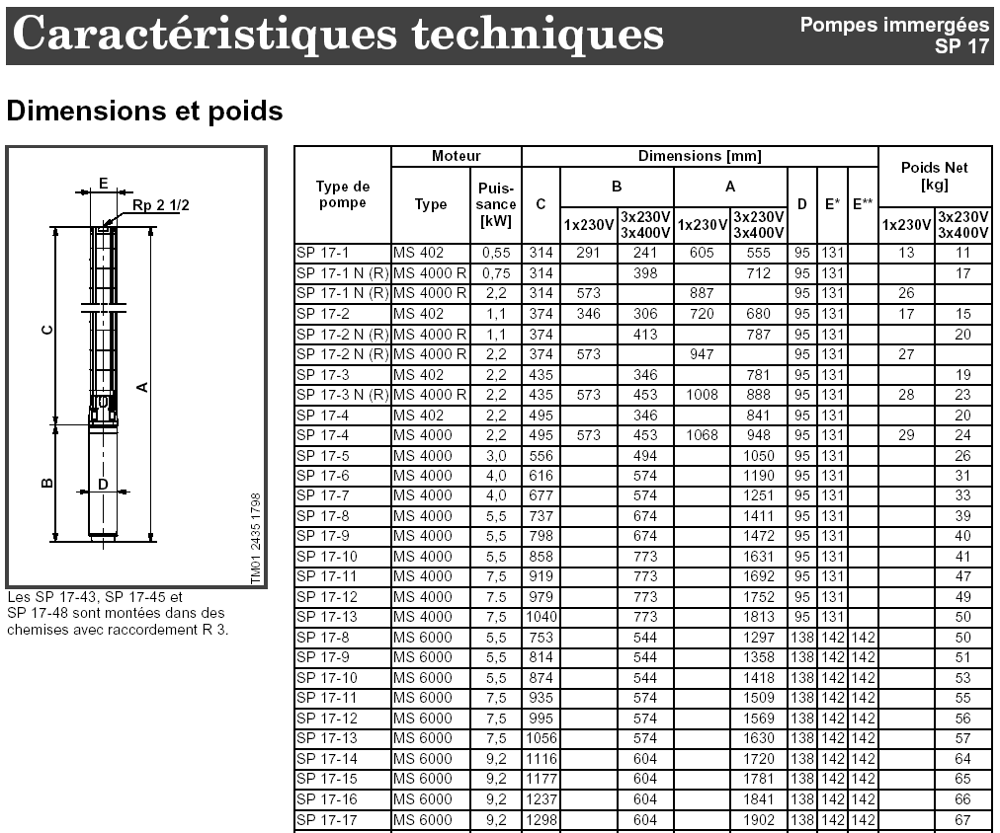 Caractéristiques techniques
Pompes immergées
SP 17
Dimensions et poids
E
Rp 2 1/2
C
A
B
D
TM01 2435 1798
Les SP 17-43, SP 17-45 et
SP 17-48 sont montées dans des
chemises avec raccordement R 3.
Type de pompe | Moteur | Dimensions [mm] | Poids Net [kg]
Type | Puis-sance [kW] | C | B | A | D | E* | E** 
1x230V | 3x230V 3x400V | 1x230V | 3x230V 3x400V | 1x230V | 3x230V 3x400V
SP 17-1 MS 402 0,55 314 291 241 605 555 95 131 13 11
SP 17-1 N (R) MS 4000 R 0,75 314 398 712 95 131 17
SP 17-1 N (R) MS 4000 R 2,2 314 573 887 95 131 26
SP 17-2 MS 402 1,1 374 346 306 720 680 95 131 17 15
SP 17-2 N (R) MS 4000 R 1,1 374 413 787 95 131 20
SP 17-2 N (R) MS 4000 R 2,2 374 573 947 95 131 27
SP 17-3 MS 402 2,2 435 346 781 95 131 19
SP 17-3 N (R) MS 4000 R 2,2 435 573 453 1008 888 95 131 28 23
SP 17-4 MS 402 2,2 495 346 841 95 131 20
SP 17-4 MS 4000 2,2 495 573 453 1068 948 95 131 29 24
SP 17-5 MS 4000 3,0 556 494 1050 95 131 26
SP 17-6 MS 4000 4,0 616 574 1190 95 131 31
SP 17-7 MS 4000 4,0 677 574 1251 95 131 33
SP 17-8 MS 4000 5,5 737 674 1411 95 131 39
SP 17-9 MS 4000 5,5 798 674 1472 95 131 40
SP 17-10 MS 4000 5,5 858 773 1631 95 131 41
SP 17-11 MS 4000 7,5 919 773 1692 95 131 47
SP 17-12 MS 4000 7.5 979 773 1752 95 131 49
SP 17-13 MS 4000 7,5 1040 773 1813 95 131 50
SP 17-8 MS 6000 5,5 753 544 1297 138 142 142 50
SP 17-9 MS 6000 5,5 814 544 1358 138 142 142 51
SP 17-10 MS 6000 5,5 874 544 1418 138 142 142 53
SP 17-11 MS 6000 7,5 935 574 1509 138 142 142 55
SP 17-12 MS 6000 7,5 995 574 1569 138 142 142 56
SP 17-13 MS 6000 7,5 1056 574 1630 138 142 142 57
SP 17-14 MS 6000 9,2 1116 604 1720 138 142 142 64
SP 17-15 MS 6000 9,2 1177 604 1781 138 142 142 65
SP 17-16 MS 6000 9,2 1237 604 1841 138 142 142 66
SP 17-17 MS 6000 9,2 1298 604 1902 138 142 142 67